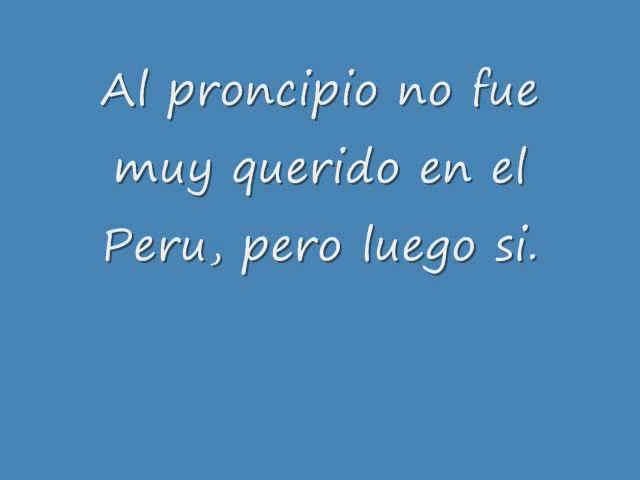 Al proncipio no fue
muy querido en el
Peru, pero luego si.